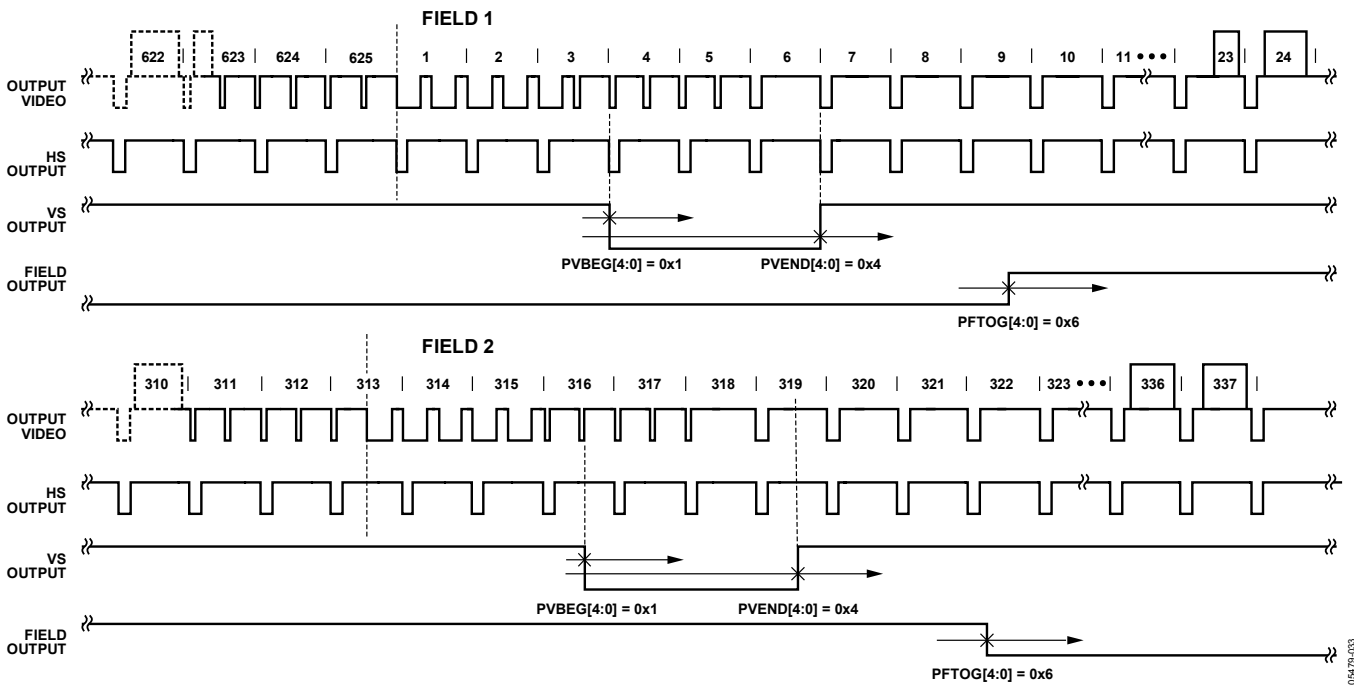 FIELD 1
622 623 624 625 1 2 3 4 5 6 7 8 9 10 11 ••• 23 24
OUTPUT
VIDEO
HS
OUTPUT
VS
OUTPUT
PVBEG[4:0] = 0x1 PVEND[4:0] = 0x4
FIELD
OUTPUT
PFTOG[4:0] = 0x6
FIELD 2
310 311 312 313 314 315 316 317 318 319 320 321 322 323 ••• 336 337
OUTPUT
VIDEO
HS
OUTPUT
VS
OUTPUT
PVBEG[4:0] = 0x1 PVEND[4:0] = 0x4
FIELD
OUTPUT
PFTOG[4:0] = 0x6
05479-033